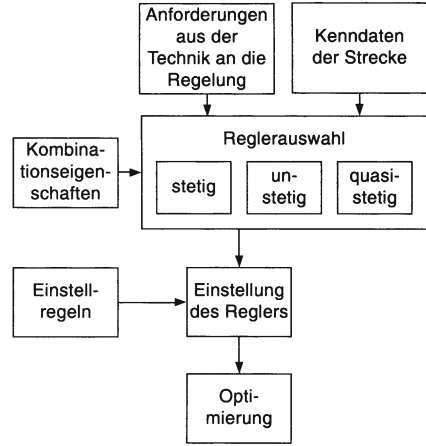 Anforderungen
aus der
Technik an die
Regelung
Kenndaten
der Strecke
Reglerauswahl
Kombina-
tionseigen-
schaften
stetig
un-
stetig
quasi-
stetig
Einstell-
regeln
Einstellung
des Reglers
Opti-
mierung